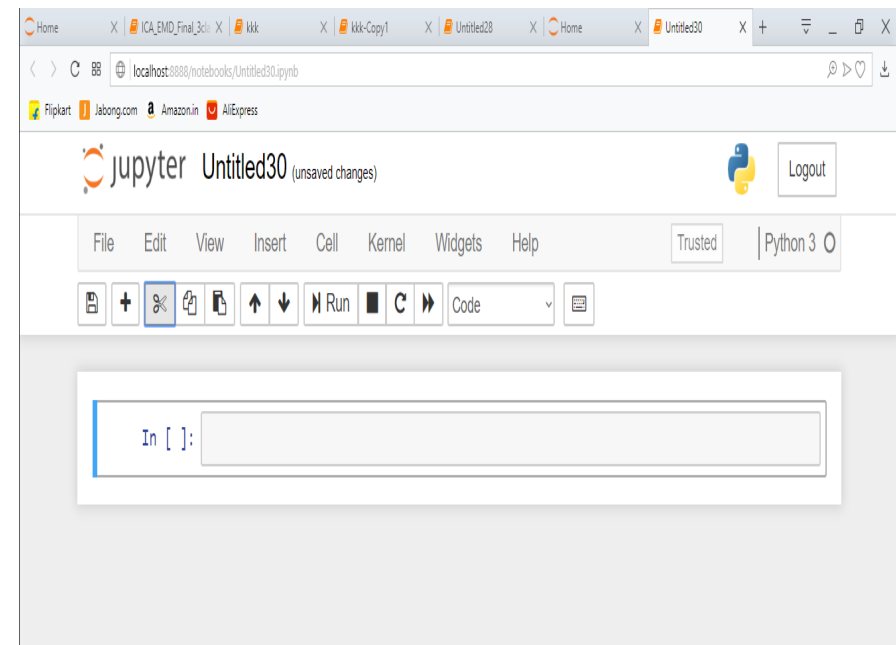 Home ICA_EMD_Final_3cla kkk kkk-Copy1 Untitled28 Home Untitled30
localhost:8888/notebooks/Untitled30.ipynb
Flipkart Jabong.com Amazon.in AliExpress
jupyter Untitled30 (unsaved changes) Logout
File Edit View Insert Cell Kernel Widgets Help Trusted Python 3
Run Code
In [ ]: